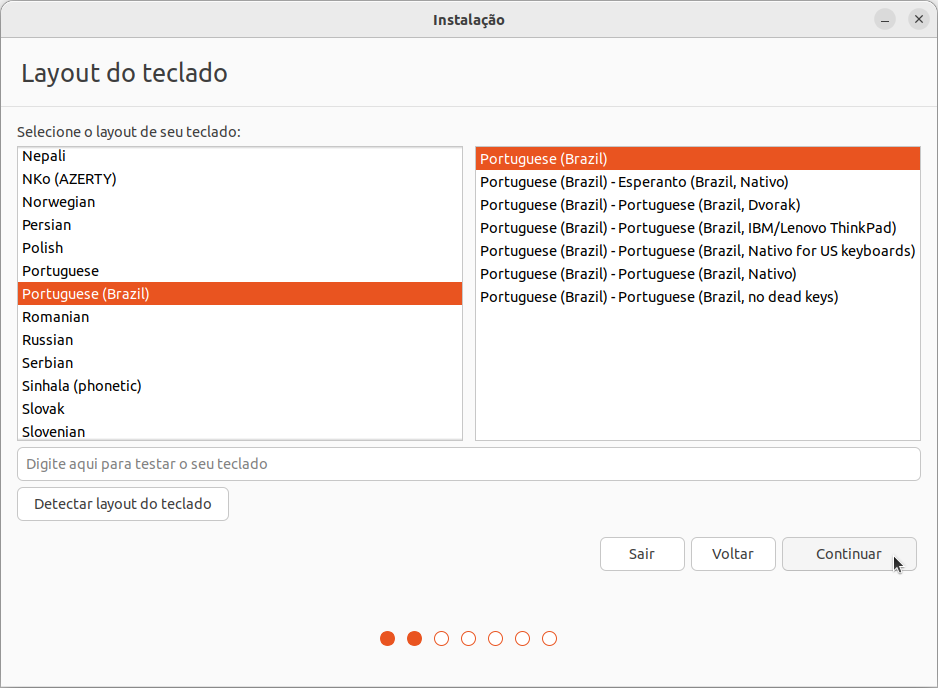 Instalação
Layout do teclado
Selecione o layout de seu teclado:
Nepali
NKo (AZERTY)
Norwegian
Persian
Polish
Portuguese
Portuguese (Brazil)
Romanian
Russian
Serbian
Sinhala (phonetic)
Slovak
Slovenian
Portuguese (Brazil)
Portuguese (Brazil) - Esperanto (Brazil, Nativo)
Portuguese (Brazil) - Portuguese (Brazil, Dvorak)
Portuguese (Brazil) - Portuguese (Brazil, IBM/Lenovo ThinkPad)
Portuguese (Brazil) - Portuguese (Brazil, Nativo for US keyboards)
Portuguese (Brazil) - Portuguese (Brazil, Nativo)
Portuguese (Brazil) - Portuguese (Brazil, no dead keys)
Digite aqui para testar o seu teclado
Detectar layout do teclado
Sair
Voltar
Continuar